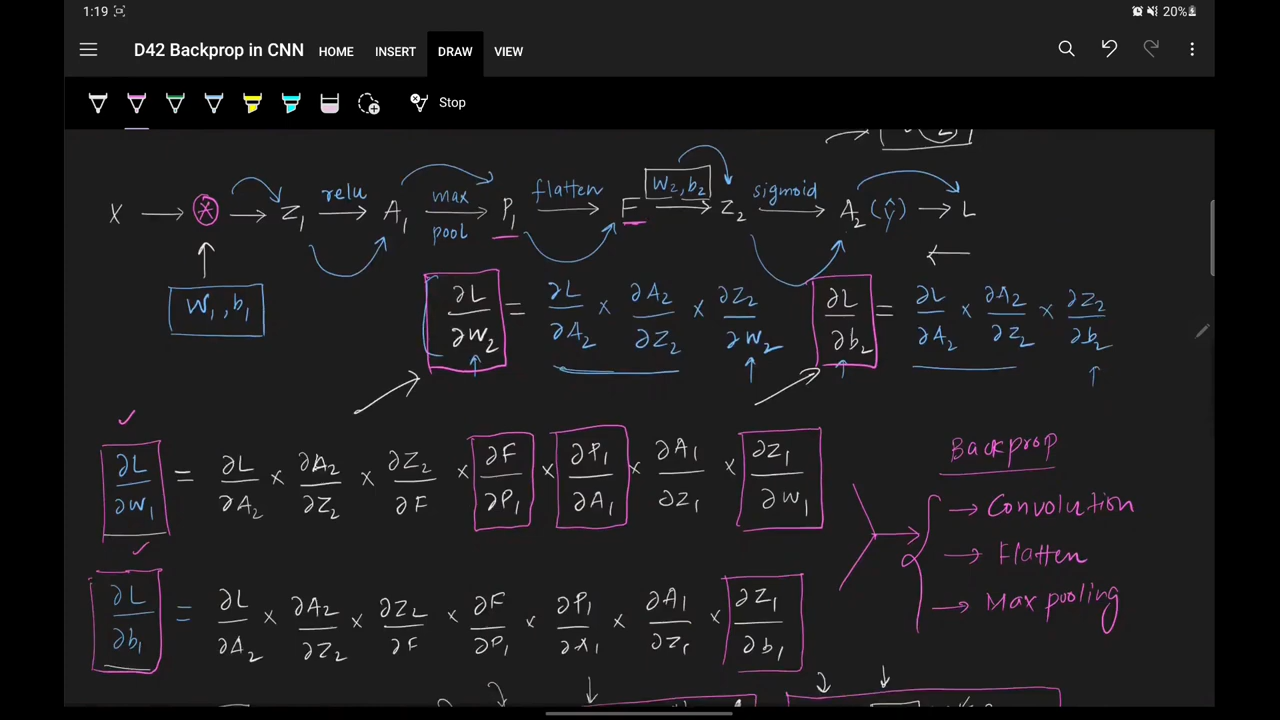 1:19
20%
D42 Backprop in CNN HOME INSERT DRAW VIEW
Stop
X → * → Z₁ relu → A₁ max pool → P₁ flatten → F W₂, b₂ → Z₂ sigmoid → A₂ (ŷ) → L
W₁, b₁
∂L/∂W₂ = ∂L/∂A₂ × ∂A₂/∂Z₂ × ∂Z₂/∂W₂
∂L/∂b₂ = ∂L/∂A₂ × ∂A₂/∂Z₂ × ∂Z₂/∂b₂
∂L/∂W₁ = ∂L/∂A₂ × ∂A₂/∂Z₂ × ∂Z₂/∂F × ∂F/∂P₁ × ∂P₁/∂A₁ × ∂A₁/∂Z₁ × ∂Z₁/∂W₁
∂L/∂b₁ = ∂L/∂A₂ × ∂A₂/∂Z₂ × ∂Z₂/∂F × ∂F/∂P₁ × ∂P₁/∂A₁ × ∂A₁/∂Z₁ × ∂Z₁/∂b₁
Backprop
→ Convolution
→ Flatten
→ Max pooling